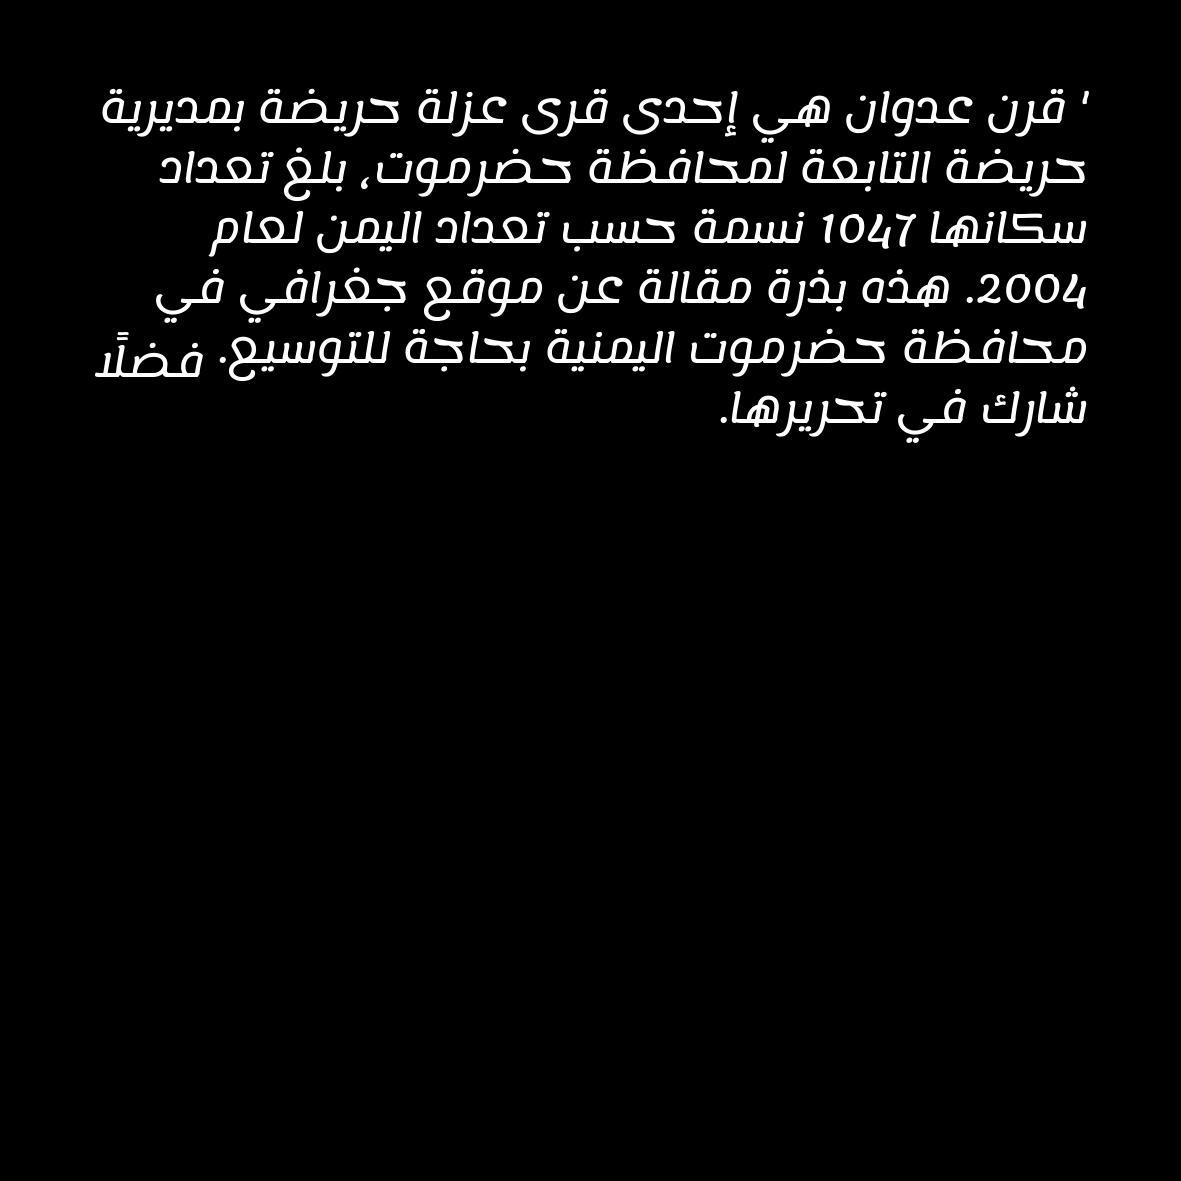 ' قرن عدوان هي إحدى قرى عزلة حريضة بمديرية
حريضة التابعة لمحافظة حضرموت، بلغ تعداد
سكانها 1047 نسمة حسب تعداد اليمن لعام
2004. هذه بذرة مقالة عن موقع جغرافي في
محافظة حضرموت اليمنية بحاجة للتوسيع. فضلًا
شارك في تحريرها.